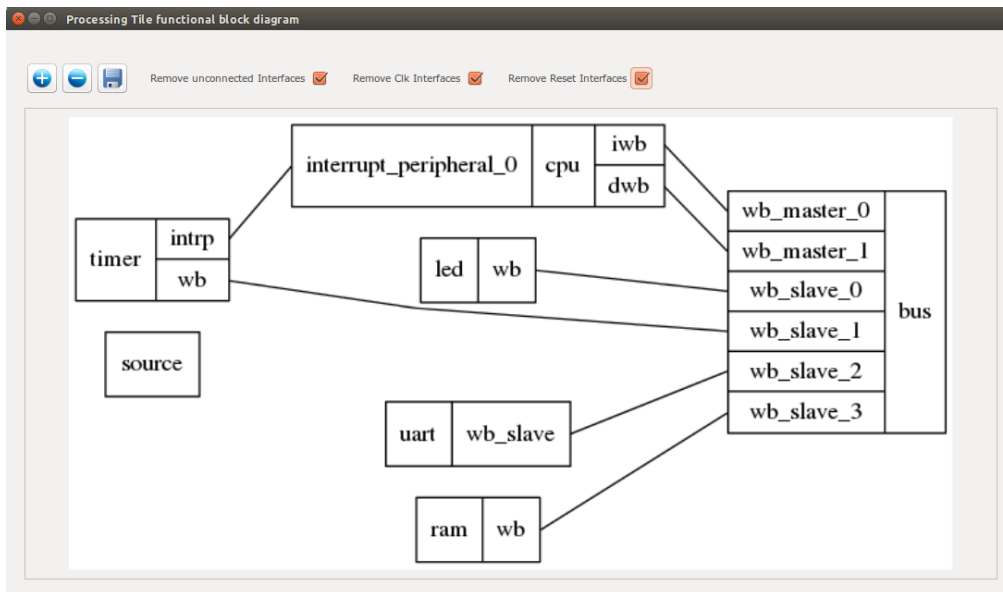 Processing Tile functional block diagram
Remove unconnected Interfaces
Remove Clk Interfaces
Remove Reset Interfaces
interrupt_peripheral_0
cpu
iwb
dwb
timer
intrp
wb
led
wb
source
uart
wb_slave
ram
wb
wb_master_0
wb_master_1
wb_slave_0
wb_slave_1
wb_slave_2
wb_slave_3
bus